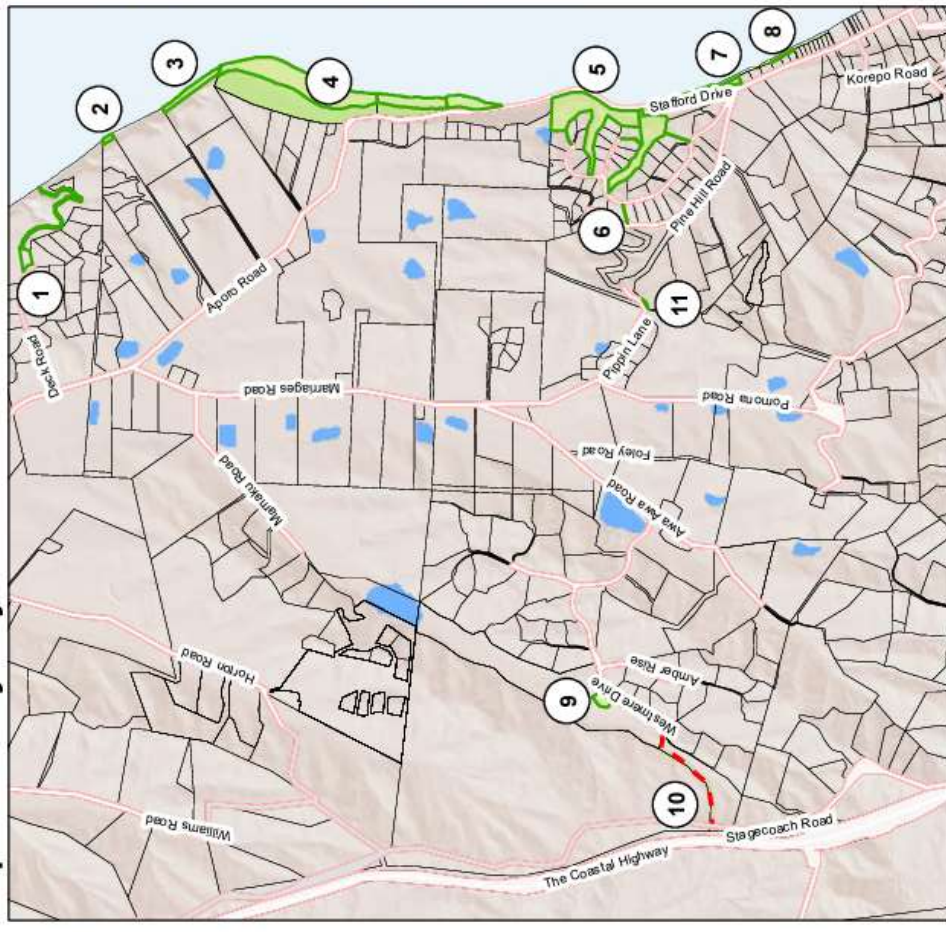 1
2
3
4
5
6
7
8
9
10
11
Deck Road
Aporo Road
Marriages Road
Mamaku Road
Horton Road
Williams Road
The Coastal Highway
Stagecoach Road
Westmere Drive
Amber Rise
Awa Awa Road
Foley Road
Pomona Road
Pippin Lane
Pine Hill Road
Stafford Drive
Korepo Road